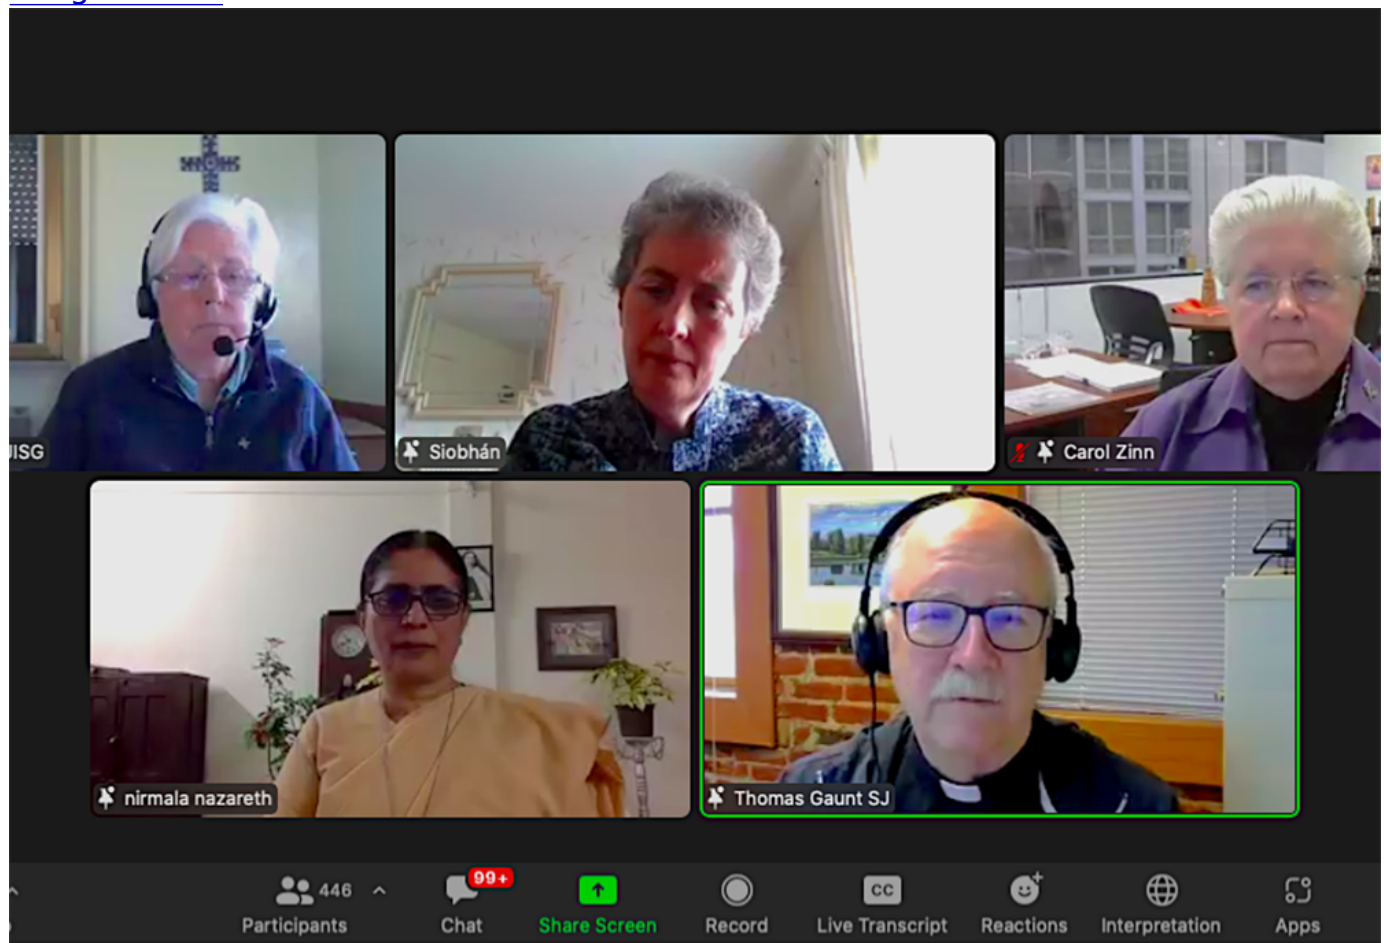 UISG
Siobhán
Carol Zinn
nirmala nazareth
Thomas Gaunt SJ
446
99+
CC
Participants
Chat
Share Screen
Record
Live Transcript
Reactions
Interpretation
Apps